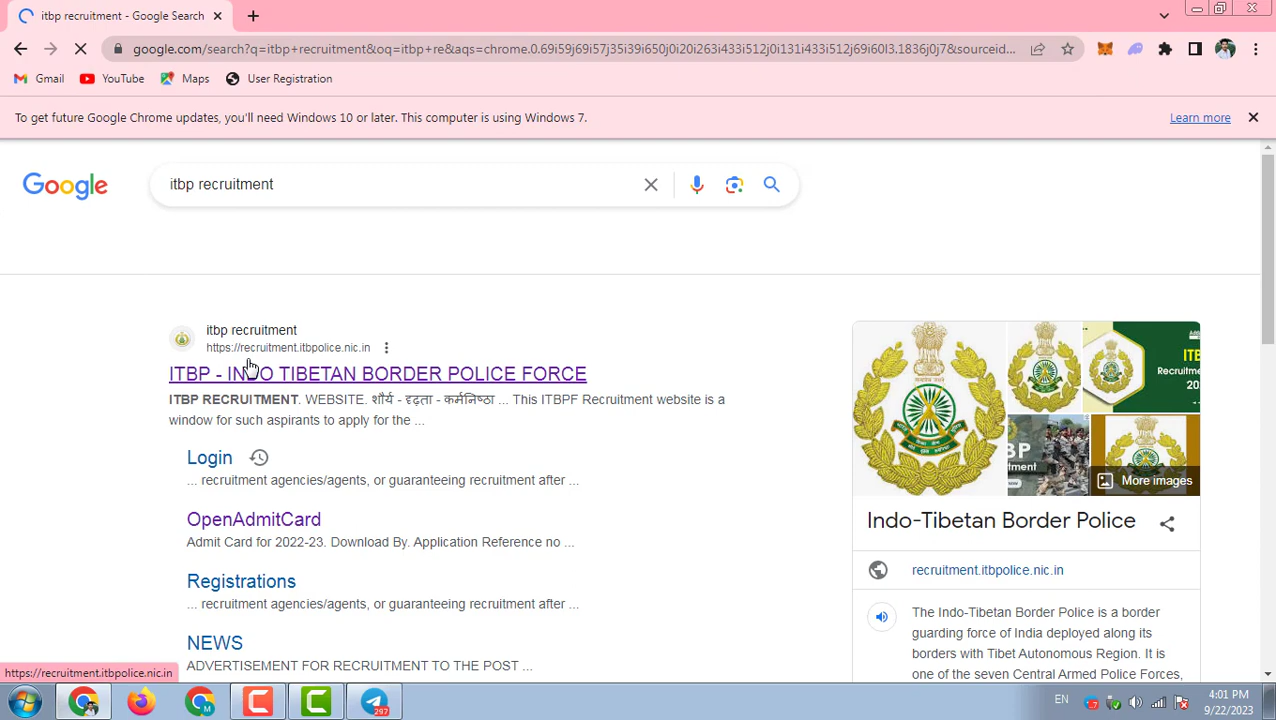 itbp recruitment - Google Search
google.com/search?q=itbp+recruitment&oq=itbp+re&aqs=chrome.0.69i59j69i57j35i39i650j0i20i263i433i512j0i131i433i512j69i60l3.1836j0j7&sourceid...
Gmail YouTube Maps User Registration
To get future Google Chrome updates, you'll need Windows 10 or later. This computer is using Windows 7. Learn more
Google
itbp recruitment
itbp recruitment
https://recruitment.itbpolice.nic.in
ITBP - INDO TIBETAN BORDER POLICE FORCE
ITBP RECRUITMENT. WEBSITE. शौर्य - दृढ़ता - कर्मनिष्ठा ... This ITBPF Recruitment website is a
window for such aspirants to apply for the ...
Login
... recruitment agencies/agents, or guaranteeing recruitment after ...
OpenAdmitCard
Admit Card for 2022-23. Download By. Application Reference no ...
Registrations
... recruitment agencies/agents, or guaranteeing recruitment after ...
NEWS
ADVERTISEMENT FOR RECRUITMENT TO THE POST ...
More images
Indo-Tibetan Border Police
recruitment.itbpolice.nic.in
The Indo-Tibetan Border Police is a border
guarding force of India deployed along its
borders with Tibet Autonomous Region. It is
one of the seven Central Armed Police Forces,
https://recruitment.itbpolice.nic.in
297
EN
4:01 PM
9/22/2023